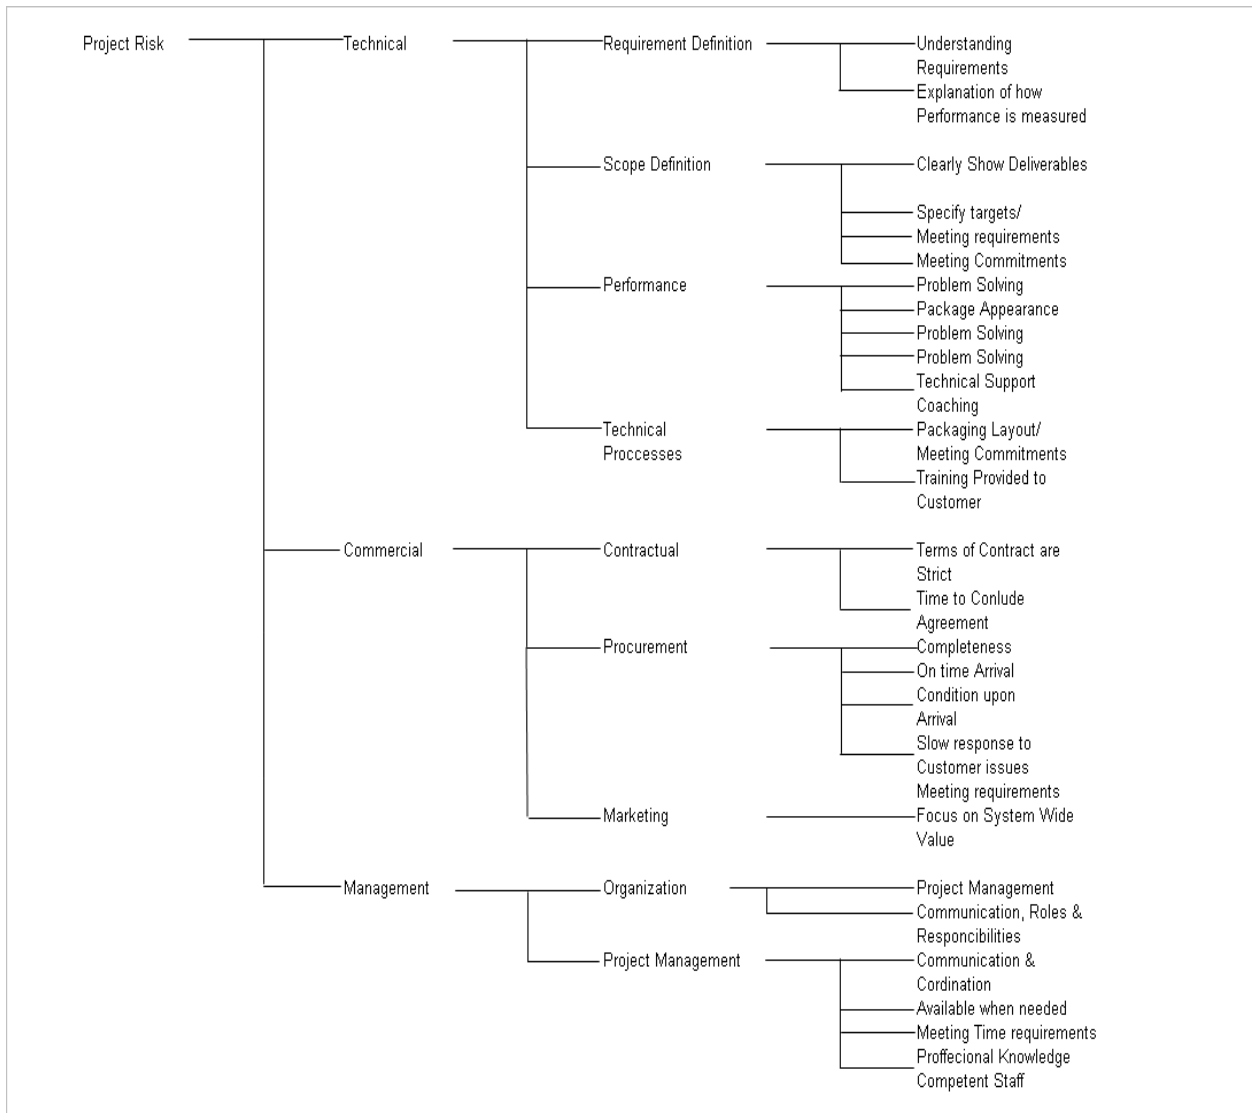 Project Risk
Technical
Requirement Definition
Understanding
Requirements
Explanation of how
Performance is measured
Scope Definition
Clearly Show Deliverables
Specify targets/
Meeting requirements
Meeting Commitments
Performance
Problem Solving
Package Appearance
Problem Solving
Problem Solving
Technical Support
Coaching
Technical
Proccesses
Packaging Layout/
Meeting Commitments
Training Provided to
Customer
Commercial
Contractual
Terms of Contract are
Strict
Time to Conlude
Agreement
Procurement
Completeness
On time Arrival
Condition upon
Arrival
Slow response to
Customer issues
Meeting requirements
Marketing
Focus on System Wide
Value
Management
Organization
Project Management
Communication, Roles &
Responcibilities
Project Management
Communication &
Cordination
Available when needed
Meeting Time requirements
Proffecional Knowledge
Competent Staff